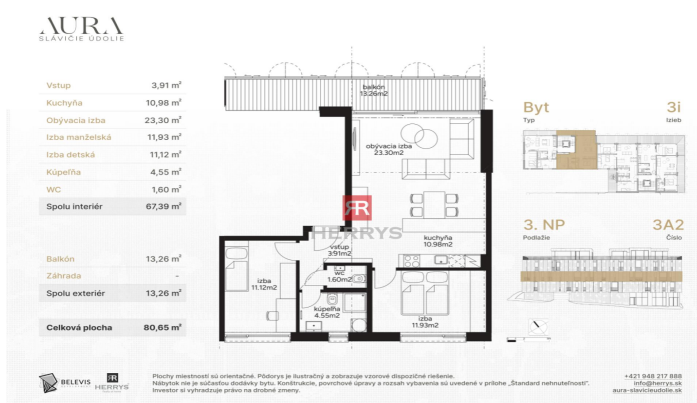 AURA
SLÁVIČIE ÚDOLIE
Vstup 3,91 m²
Kuchyňa 10,98 m²
Obývacia izba 23,30 m²
Izba manželská 11,93 m²
Izba detská 11,12 m²
Kúpeľňa 4,55 m²
WC 1,60 m²
Spolu interiér 67,39 m²
Balkón 13,26 m²
Záhrada -
Spolu exteriér 13,26 m²
Celková plocha 80,65 m²
balkón
13.26m2
obývacia izba
23.30m2
HERRYS
kuchyňa
10.98m2
vstup
3.91m2
wc
1.60m2
izba
11.12m2
kúpeľňa
4.55m2
izba
11.93m2
Byt 3i
Typ Izieb
3. NP 3A2
Podlažie Číslo
BELEVIS
HERRYS
Plochy miestností sú orientačné. Pôdorys je ilustračný a zobrazuje vzorové dispozičné riešenie.
Nábytok nie je súčasťou dodávky bytu. Konštrukcie, povrchové úpravy a rozsah vybavenia sú uvedené v prílohe „Štandard nehnuteľnosti".
Investor si vyhradzuje právo na drobné zmeny.
+421 948 217 888
info@herrys.sk
aura-slavicieudolie.sk